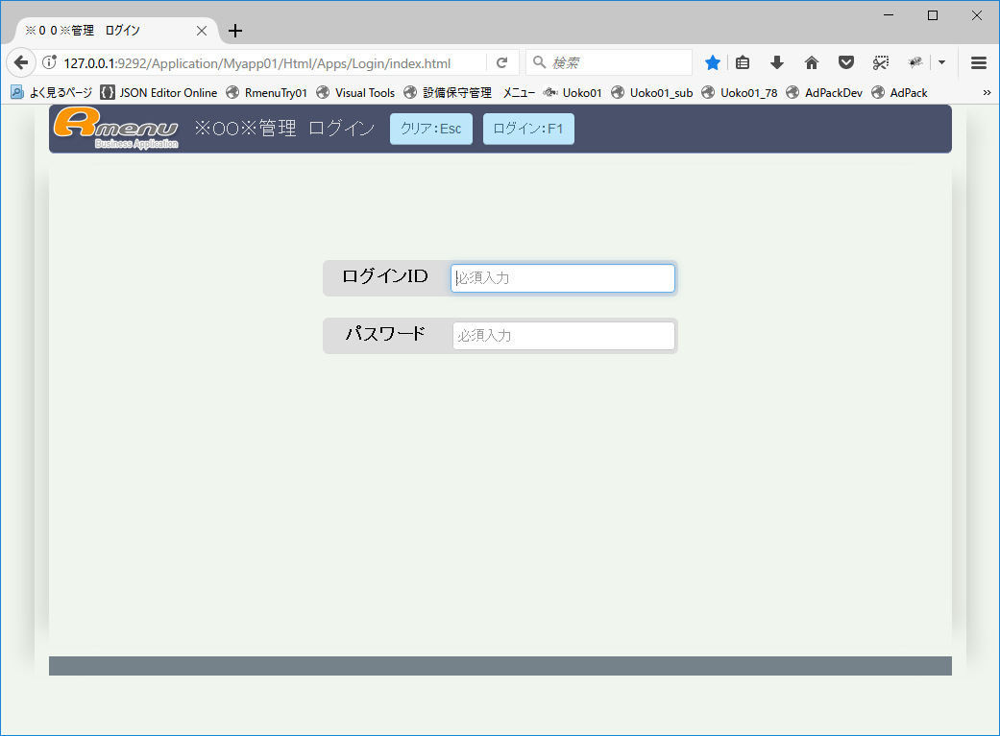 ※００※管理　ログイン
127.0.0.1:9292/Application/Myapp01/Html/Apps/Login/index.html
検索
よく見るページ JSON Editor Online RmenuTry01 Visual Tools 設備保守管理　メニュー Uoko01 Uoko01_sub Uoko01_78 AdPackDev AdPack »
Rmenu
Business Application
※○○※管理　ログイン クリア：Esc ログイン：F1
ログインID 必須入力
パスワード 必須入力